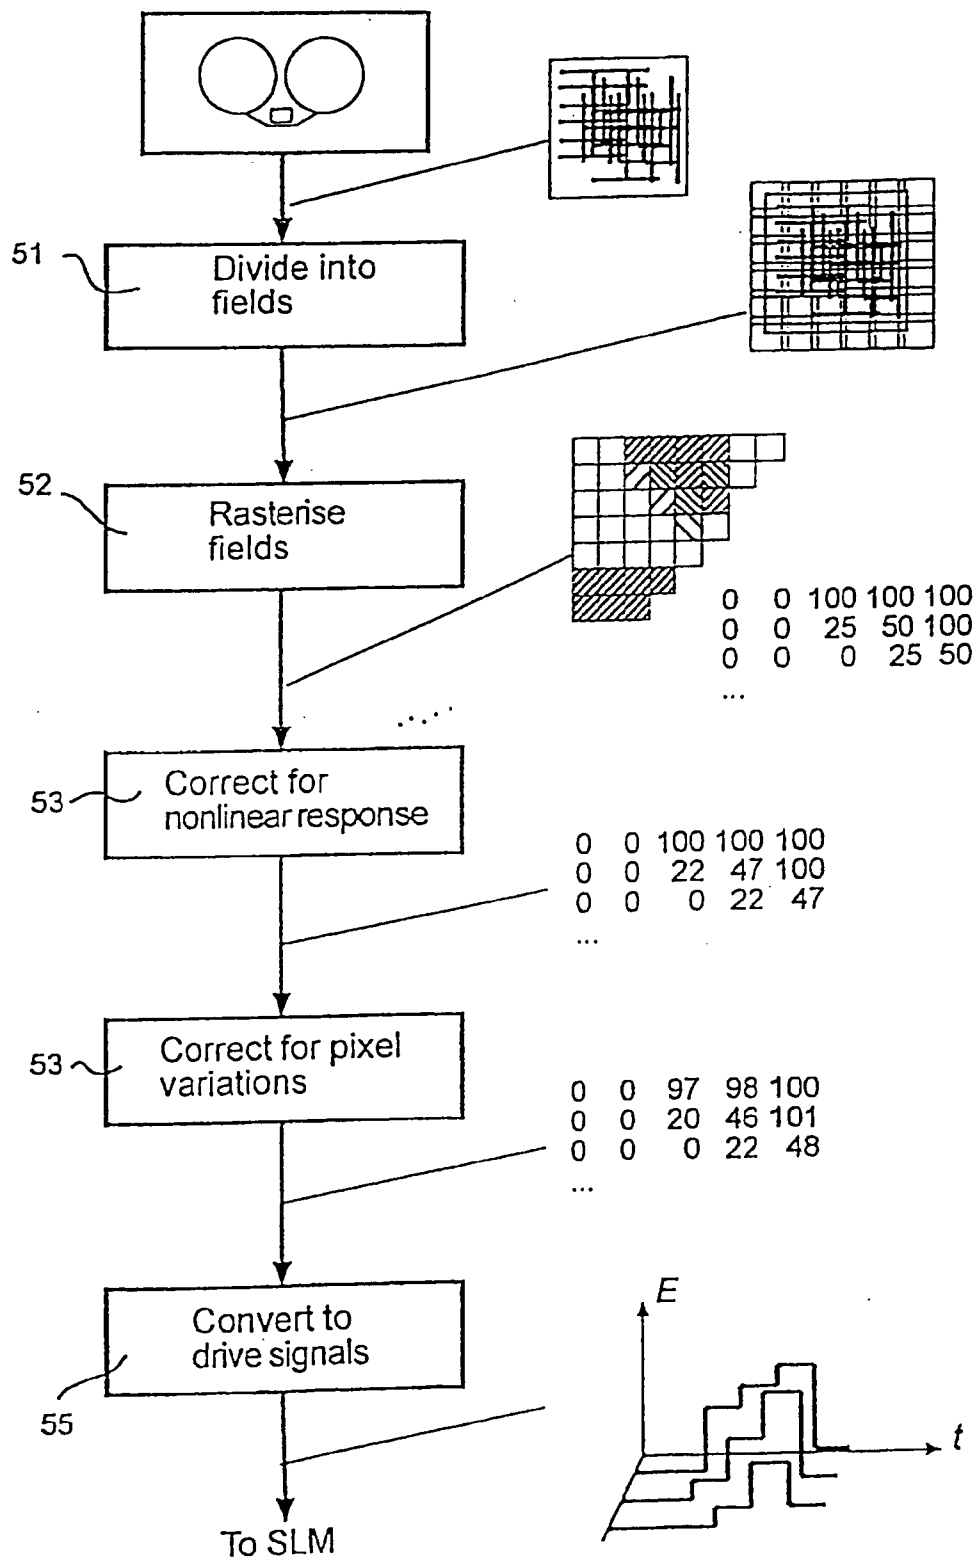 51
Divide into
fields
52
Rasterise
fields
0 0 100 100 100
0 0 25 50 100
0 0 0 25 50
...
.....
53
Correct for
nonlinear response
0 0 100 100 100
0 0 22 47 100
0 0 0 22 47
...
53
Correct for pixel
variations
0 0 97 98 100
0 0 20 46 101
0 0 0 22 48
...
E
Convert to
drive signals
55
t
To SLM